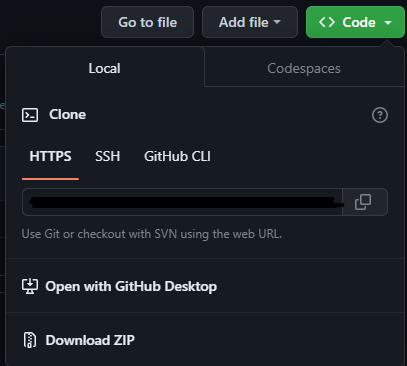 Go to file Add file <> Code
Local Codespaces
Clone
HTTPS SSH GitHub CLI
Use Git or checkout with SVN using the web URL.
Open with GitHub Desktop
Download ZIP